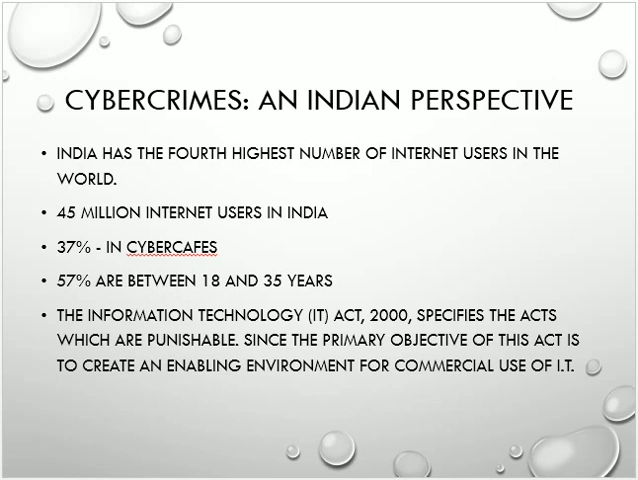 CYBERCRIMES: AN INDIAN PERSPECTIVE
• INDIA HAS THE FOURTH HIGHEST NUMBER OF INTERNET USERS IN THE
WORLD.
• 45 MILLION INTERNET USERS IN INDIA
• 37% - IN CYBERCAFES
• 57% ARE BETWEEN 18 AND 35 YEARS
• THE INFORMATION TECHNOLOGY (IT) ACT, 2000, SPECIFIES THE ACTS
WHICH ARE PUNISHABLE. SINCE THE PRIMARY OBJECTIVE OF THIS ACT IS
TO CREATE AN ENABLING ENVIRONMENT FOR COMMERCIAL USE OF I.T.